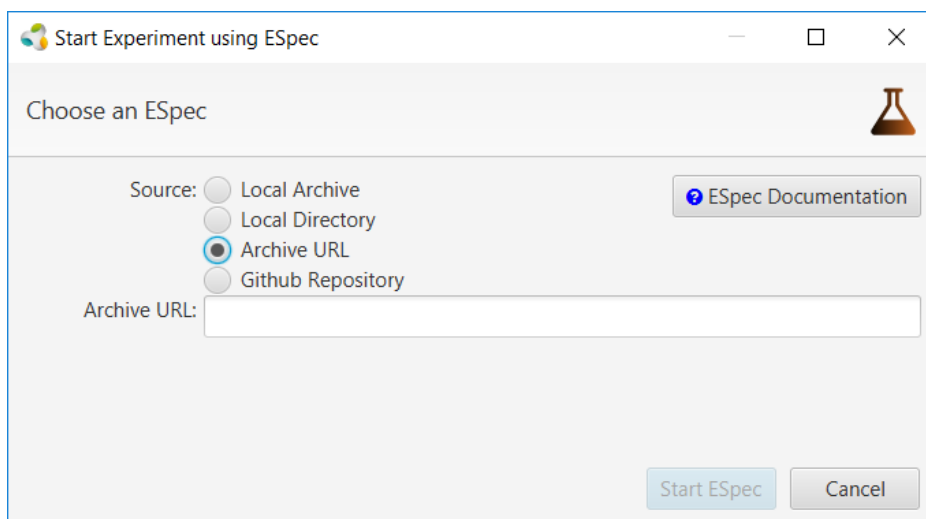 Start Experiment using ESpec
Choose an ESpec
Source:
Local Archive
ESpec Documentation
Local Directory
Archive URL
Github Repository
Archive URL:
Start ESpec
Cancel